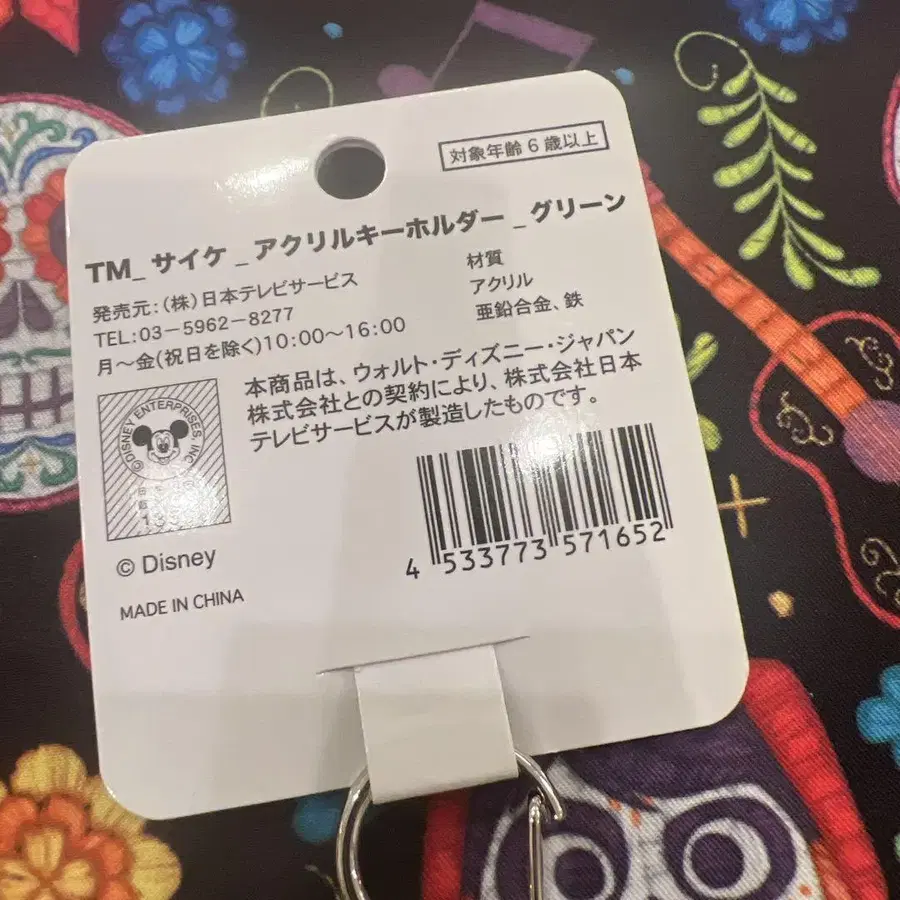 対象年齢6歳以上
TM_サイケ_アクリルキーホルダー_グリーン
発売元:(株)日本テレビサービス
TEL:03-5962-8277
月~金(祝日を除く)10:00~16:00
材質
アクリル
亜鉛合金、鉄
本商品は、ウォルト・ディズニー・ジャパン
株式会社との契約により、株式会社日本
テレビサービスが製造したものです。
©DISNEY ENTERPRISES, INC.
© Disney
MADE IN CHINA
4 533773 571652